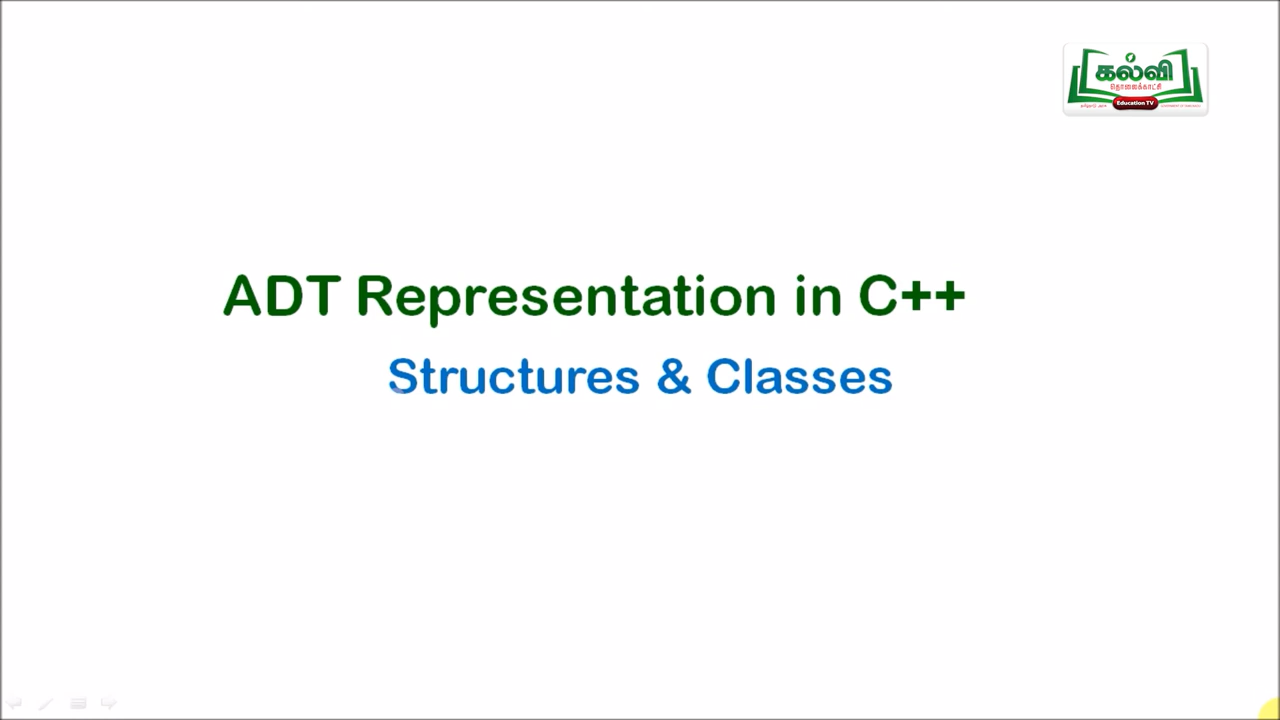 கல்வி
தொலைக்காட்சி
Education TV
ADT Representation in C++
Structures & Classes